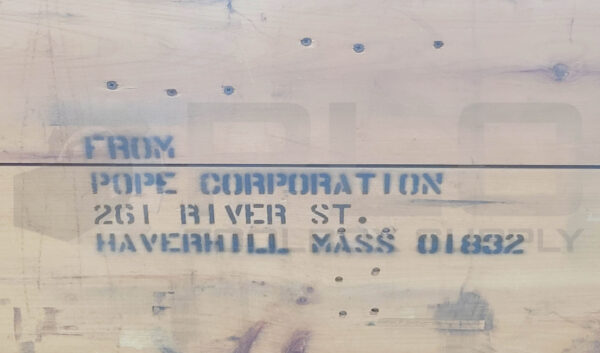 FROM
POPE CORPORATION
261 RIVER ST.
HAVERHILL MASS 01832